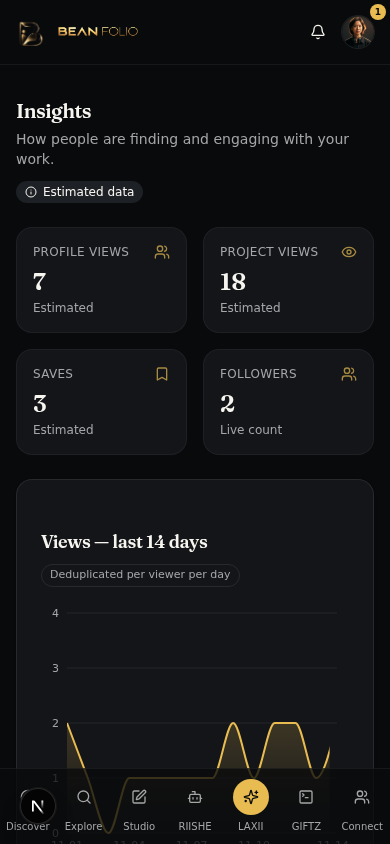 BEAN FOLIO
1
Insights
How people are finding and engaging with your
work.
Estimated data
PROFILE VIEWS
7
Estimated
PROJECT VIEWS
18
Estimated
SAVES
3
Estimated
FOLLOWERS
2
Live count
Views — last 14 days
Deduplicated per viewer per day
4
3
2
1
0
N
Discover
Explore
Studio
RIISHE
LAXII
GIFTZ
Connect